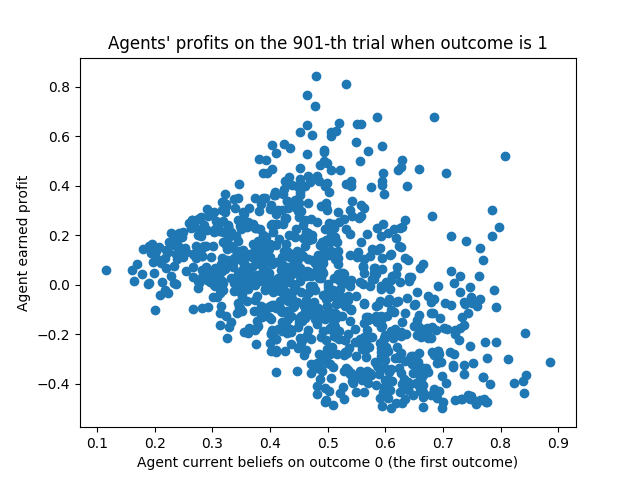 Agents' profits on the 901-th trial when outcome is 1
Agent earned profit
0.8
0.6
0.4
0.2
0.0
−0.2
−0.4
0.1 0.2 0.3 0.4 0.5 0.6 0.7 0.8 0.9
Agent current beliefs on outcome 0 (the first outcome)